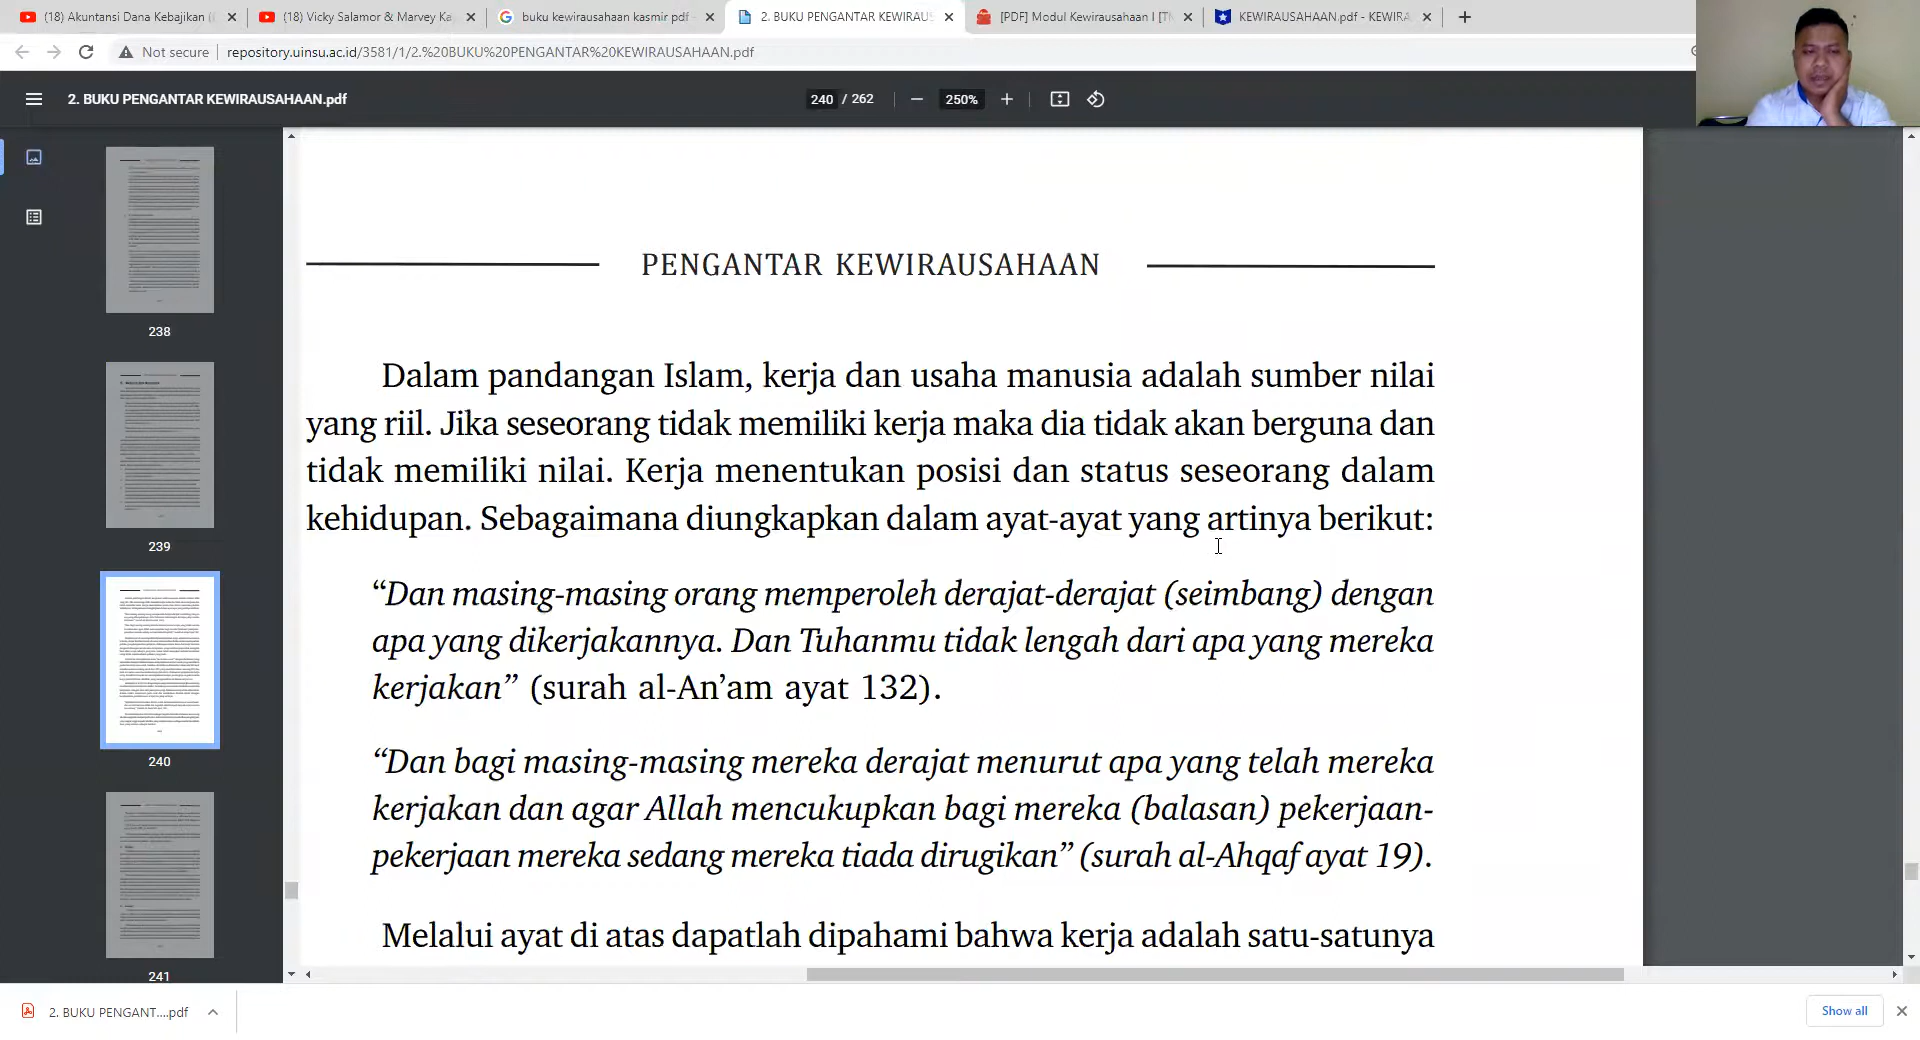 (18) Akuntansi Dana Kebajikan (
(18) Vicky Salamor & Marvey Ka
buku kewirausahaan kasmir pdf -
2. BUKU PENGANTAR KEWIRAUS
[PDF] Modul Kewirausahaan I [TM
KEWIRAUSAHAAN.pdf - KEWIRA
Not secure
repository.uinsu.ac.id/3581/1/2.%20BUKU%20PENGANTAR%20KEWIRAUSAHAAN.pdf
2. BUKU PENGANTAR KEWIRAUSAHAAN.pdf
240 / 262
250%
238
239
240
241
PENGANTAR KEWIRAUSAHAAN
Dalam pandangan Islam, kerja dan usaha manusia adalah sumber nilai
yang riil. Jika seseorang tidak memiliki kerja maka dia tidak akan berguna dan
tidak memiliki nilai. Kerja menentukan posisi dan status seseorang dalam
kehidupan. Sebagaimana diungkapkan dalam ayat-ayat yang artinya berikut:
“Dan masing-masing orang memperoleh derajat-derajat (seimbang) dengan
apa yang dikerjakannya. Dan Tuhanmu tidak lengah dari apa yang mereka
kerjakan” (surah al-An’am ayat 132).
“Dan bagi masing-masing mereka derajat menurut apa yang telah mereka
kerjakan dan agar Allah mencukupkan bagi mereka (balasan) pekerjaan-
pekerjaan mereka sedang mereka tiada dirugikan” (surah al-Ahqaf ayat 19).
Melalui ayat di atas dapatlah dipahami bahwa kerja adalah satu-satunya
2. BUKU PENGANT....pdf
Show all